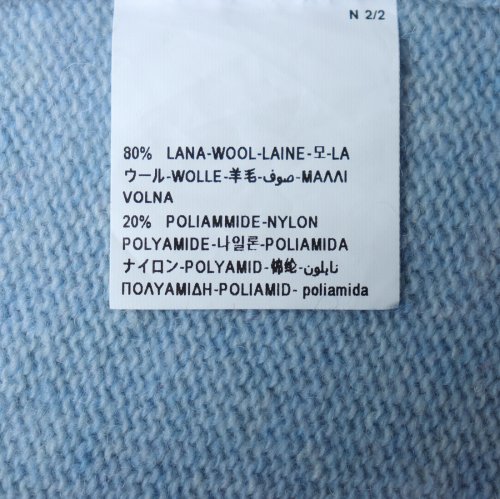 N 2/2
80% LANA-WOOL-LAINE-모-LA
ウール-WOLLE-羊毛-صوف-ΜΑΛΛΙ
VOLNA
20% POLIAMMIDE-NYLON
POLYAMIDE-나일론-POLIAMIDA
ナイロン-POLYAMID-锦纶-نايلون
ΠΟΛΥΑΜΙΔΗ-POLIAMID- poliamida